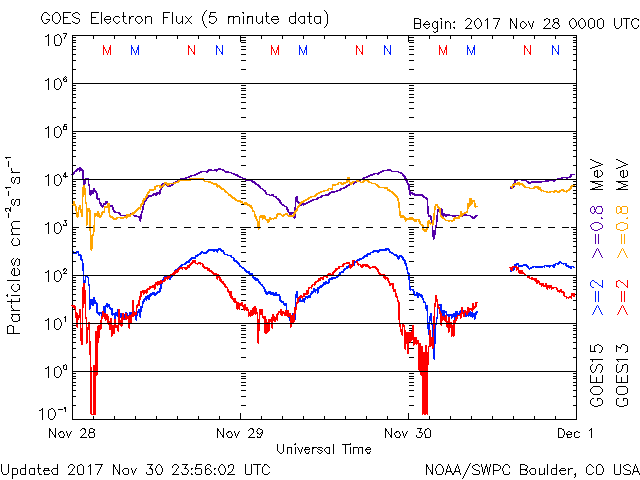 GOES Electron Flux (5 minute data)
Begin: 2017 Nov 28 0000 UTC
M M N N M M N N M M N N
10⁷
10⁶
10⁵
10⁴
10³
10²
10¹
10⁰
10⁻¹
Particles cm⁻²s⁻¹sr⁻¹
Nov 28 Nov 29 Nov 30 Dec 1
Universal Time
GOES15 >=2 >=0.8 MeV
GOES13 >=2 >=0.8 MeV
Updated 2017 Nov 30 23:56:02 UTC
NOAA/SWPC Boulder, CO USA